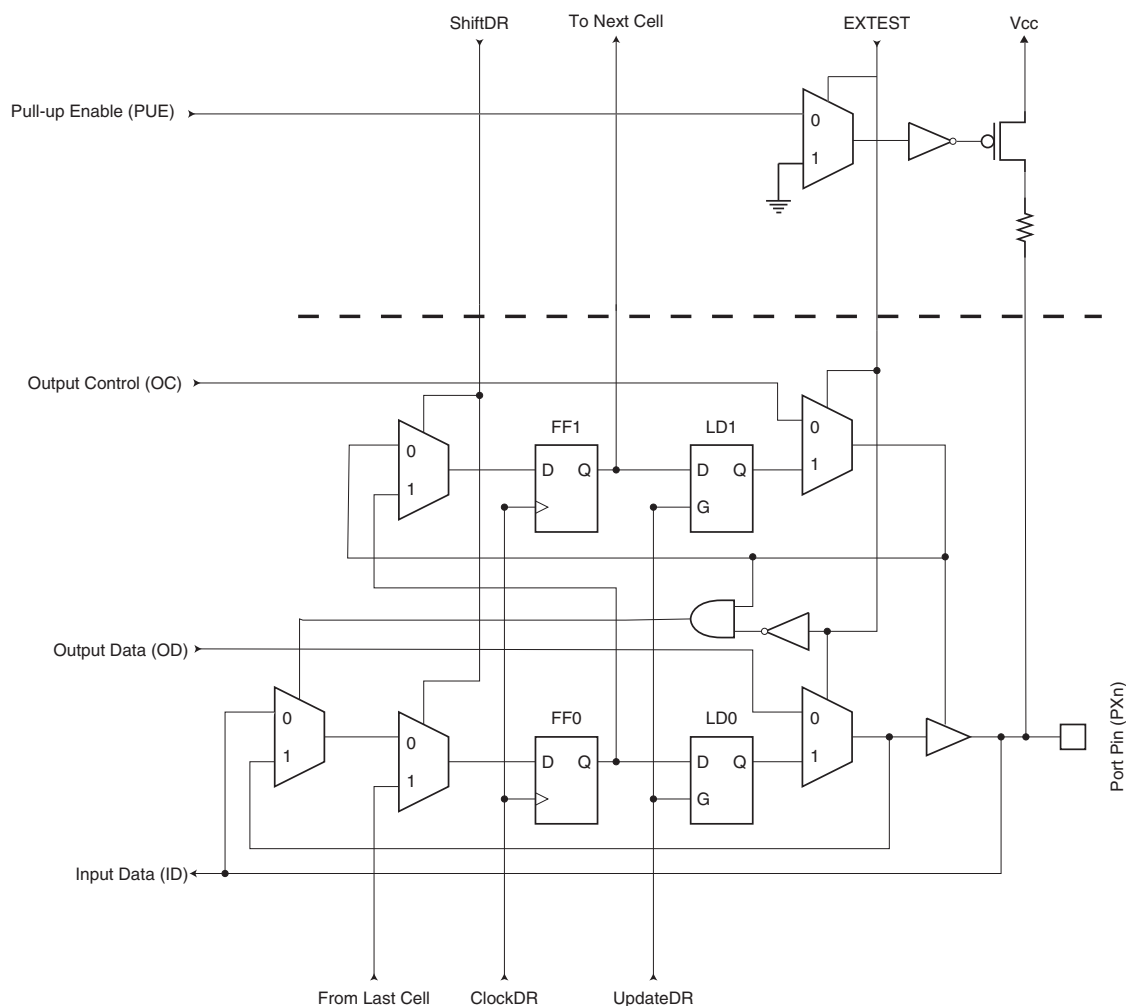 ShiftDR To Next Cell EXTEST Vcc
Pull-up Enable (PUE)
0
1
Output Control (OC)
FF1 LD1
0 0
D Q D Q 1
1
G
Output Data (OD)
FF0 LD0
0 0
0
1 D Q D Q 1
1
G
Port Pin (PXn)
Input Data (ID)
From Last Cell ClockDR UpdateDR